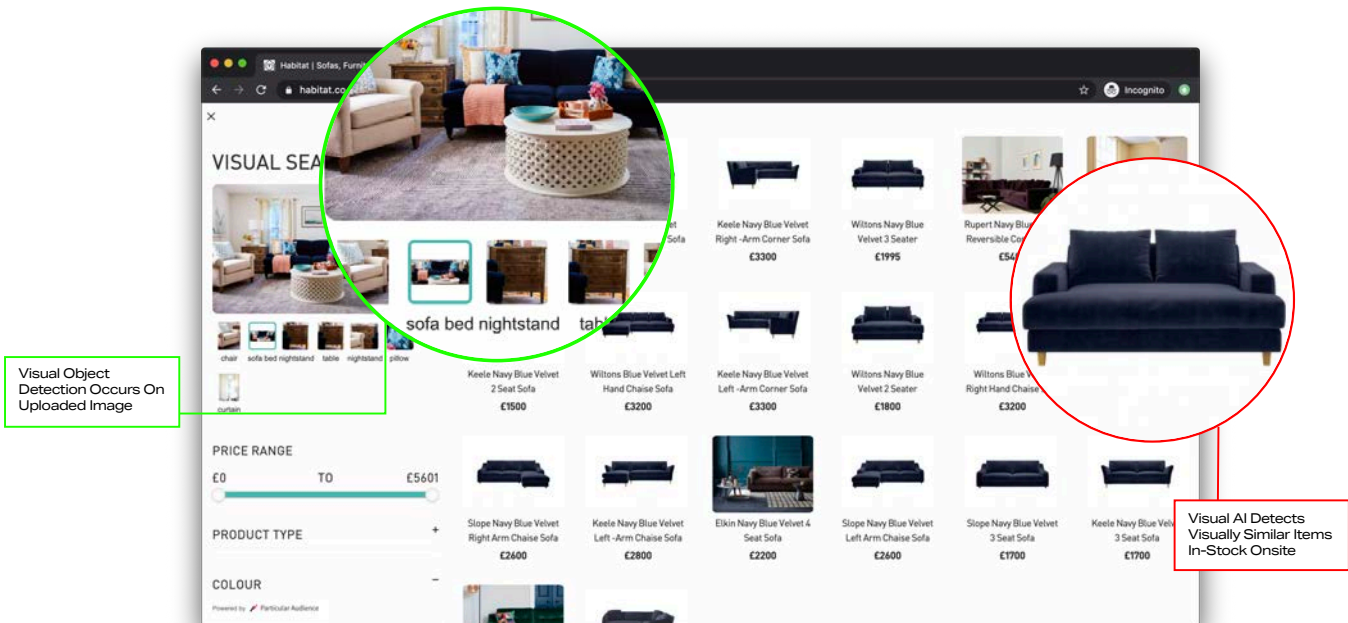 Habitat | Sofas, Furni
habitat.co
Incognito
VISUAL SEA
chair
sofa bed
nightstand
table
nightstand
pillow
curtain
sofa bed nightstand
tab
Visual Object
Detection Occurs On
Uploaded Image
PRICE RANGE
£0 TO £5601
PRODUCT TYPE +
COLOUR –
Powered by Particular Audience
et
Sofa
Keele Navy Blue Velvet
Right -Arm Corner Sofa
£3300
Wiltons Navy Blue
Velvet 3 Seater
£1995
Rupert Navy Blu
Reversible Co
£54
Keele Navy Blue Velvet
2 Seat Sofa
£1500
Wiltons Blue Velvet Left
Hand Chaise Sofa
£3200
Keele Navy Blue Velvet
Left -Arm Corner Sofa
£3300
Wiltons Navy Blue
Velvet 2 Seater
£1800
Wiltons Blue V
Right Hand Chaise
£3200
Slope Navy Blue Velvet
Right Arm Chaise Sofa
£2600
Keele Navy Blue Velvet
Left -Arm Chaise Sofa
£2800
Elkin Navy Blue Velvet 4
Seat Sofa
£2200
Slope Navy Blue Velvet
Left Arm Chaise Sofa
£2600
Slope Navy Blue Velvet
3 Seat Sofa
£1700
Keele Navy Blue Velv
3 Seat Sofa
£1700
Visual AI Detects
Visually Similar Items
In-Stock Onsite